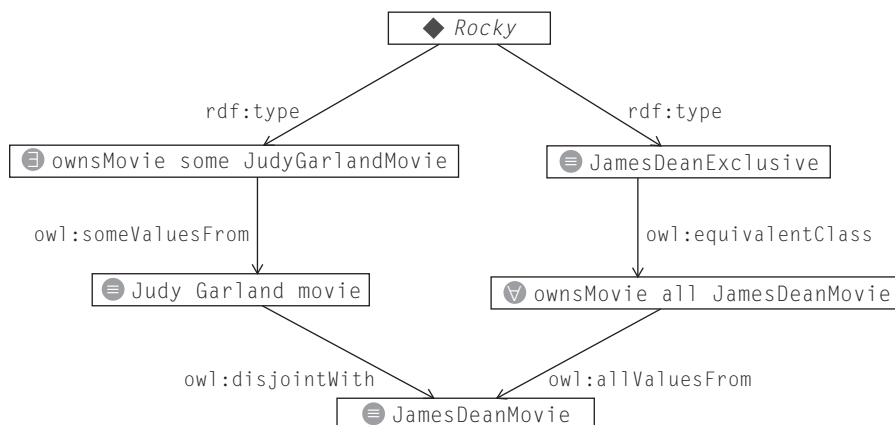 Rocky
rdf:type rdf:type
∃ ownsMovie some JudyGarlandMovie
≡ JamesDeanExclusive
owl:someValuesFrom owl:equivalentClass
≡ Judy Garland movie
∀ ownsMovie all JamesDeanMovie
owl:disjointWith owl:allValuesFrom
≡ JamesDeanMovie